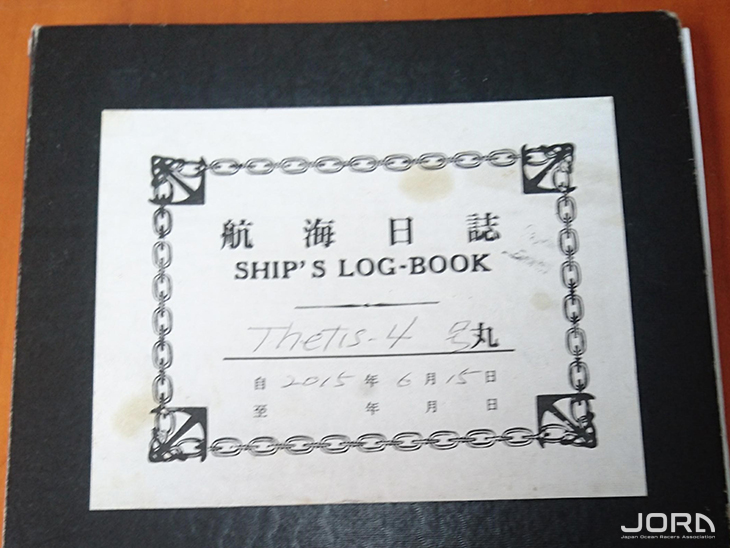 航海日誌
SHIP'S LOG-BOOK
Thetis-4 号丸
自 2015 年 6 月 15 日
至 年 月 日
JORA
Japan Ocean Racers Association